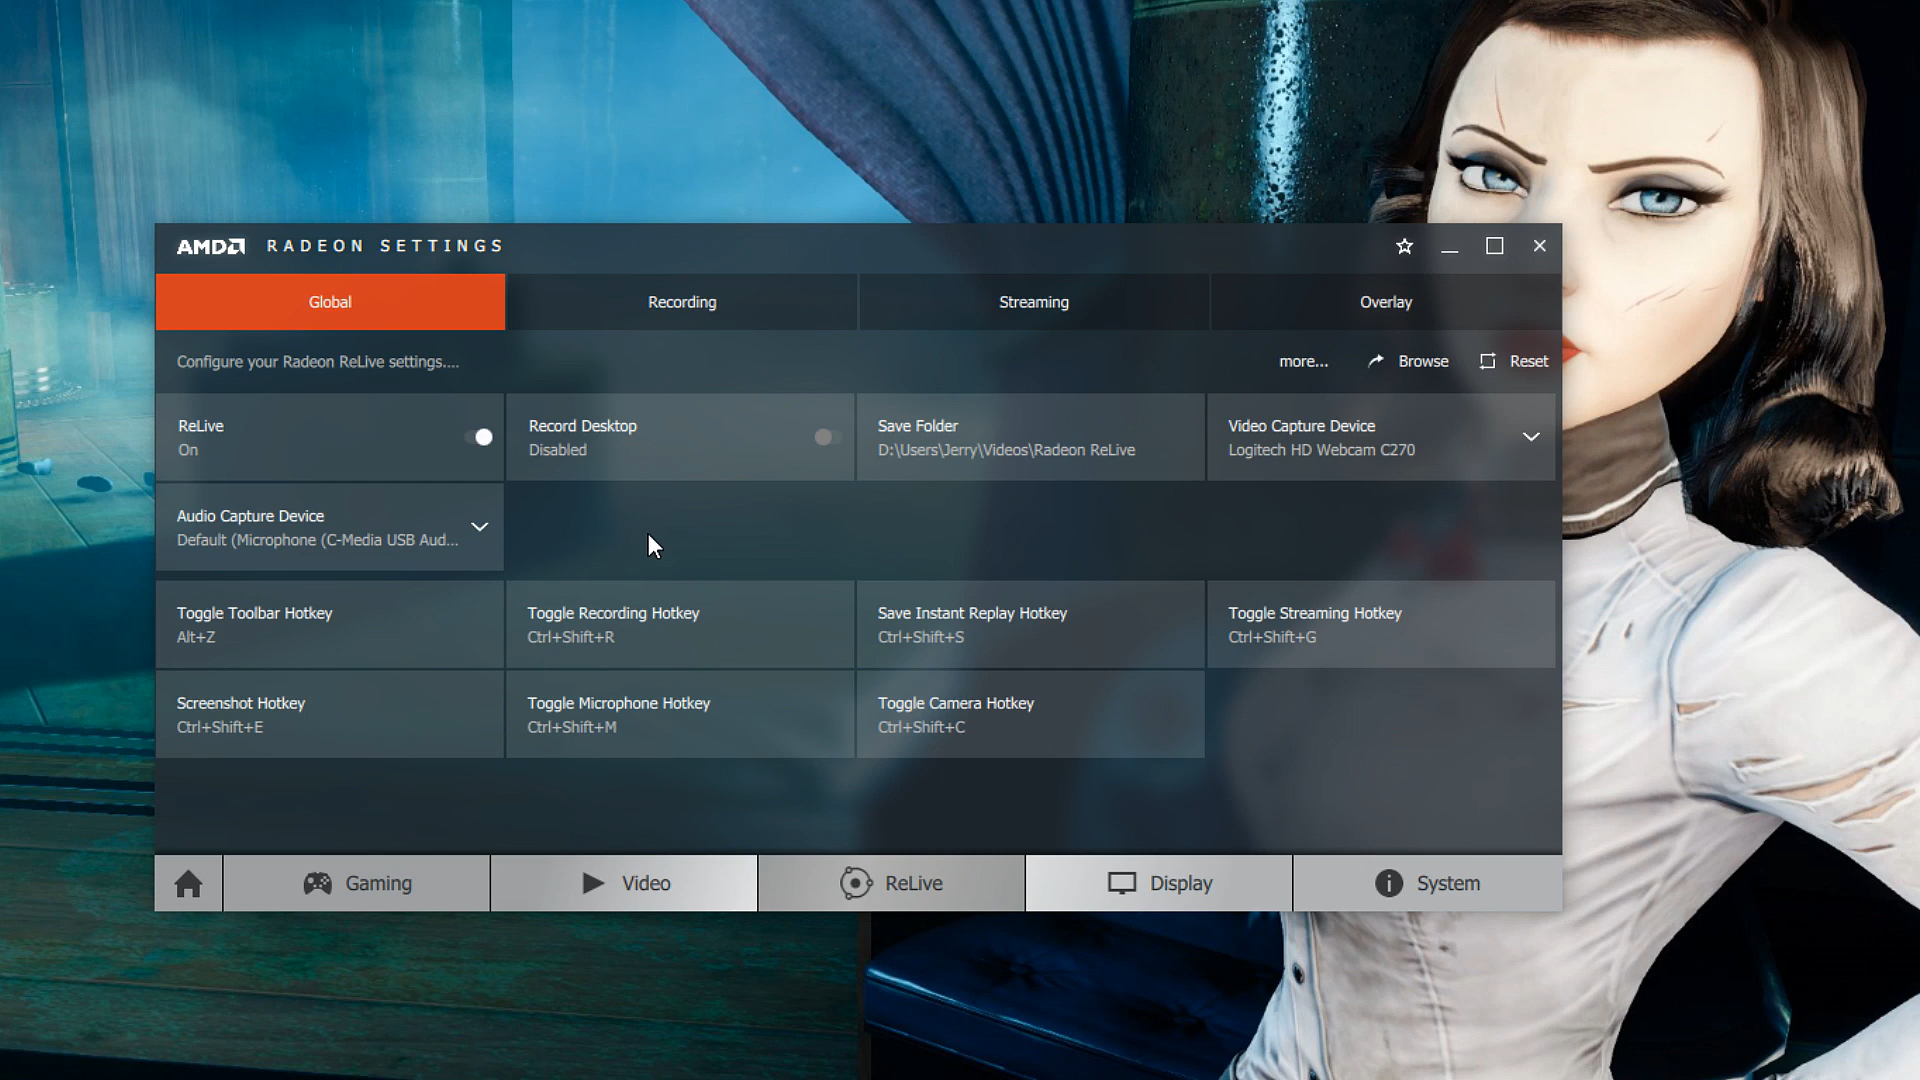 AMD RADEON SETTINGS
Global
Recording
Streaming
Overlay
Configure your Radeon ReLive settings....
more...
Browse
Reset
ReLive
On
Record Desktop
Disabled
Save Folder
D:\Users\Jerry\Videos\Radeon ReLive
Video Capture Device
Logitech HD Webcam C270
Audio Capture Device
Default (Microphone (C-Media USB Aud...
Toggle Toolbar Hotkey
Alt+Z
Toggle Recording Hotkey
Ctrl+Shift+R
Save Instant Replay Hotkey
Ctrl+Shift+S
Toggle Streaming Hotkey
Ctrl+Shift+G
Screenshot Hotkey
Ctrl+Shift+E
Toggle Microphone Hotkey
Ctrl+Shift+M
Toggle Camera Hotkey
Ctrl+Shift+C
Gaming
Video
ReLive
Display
System